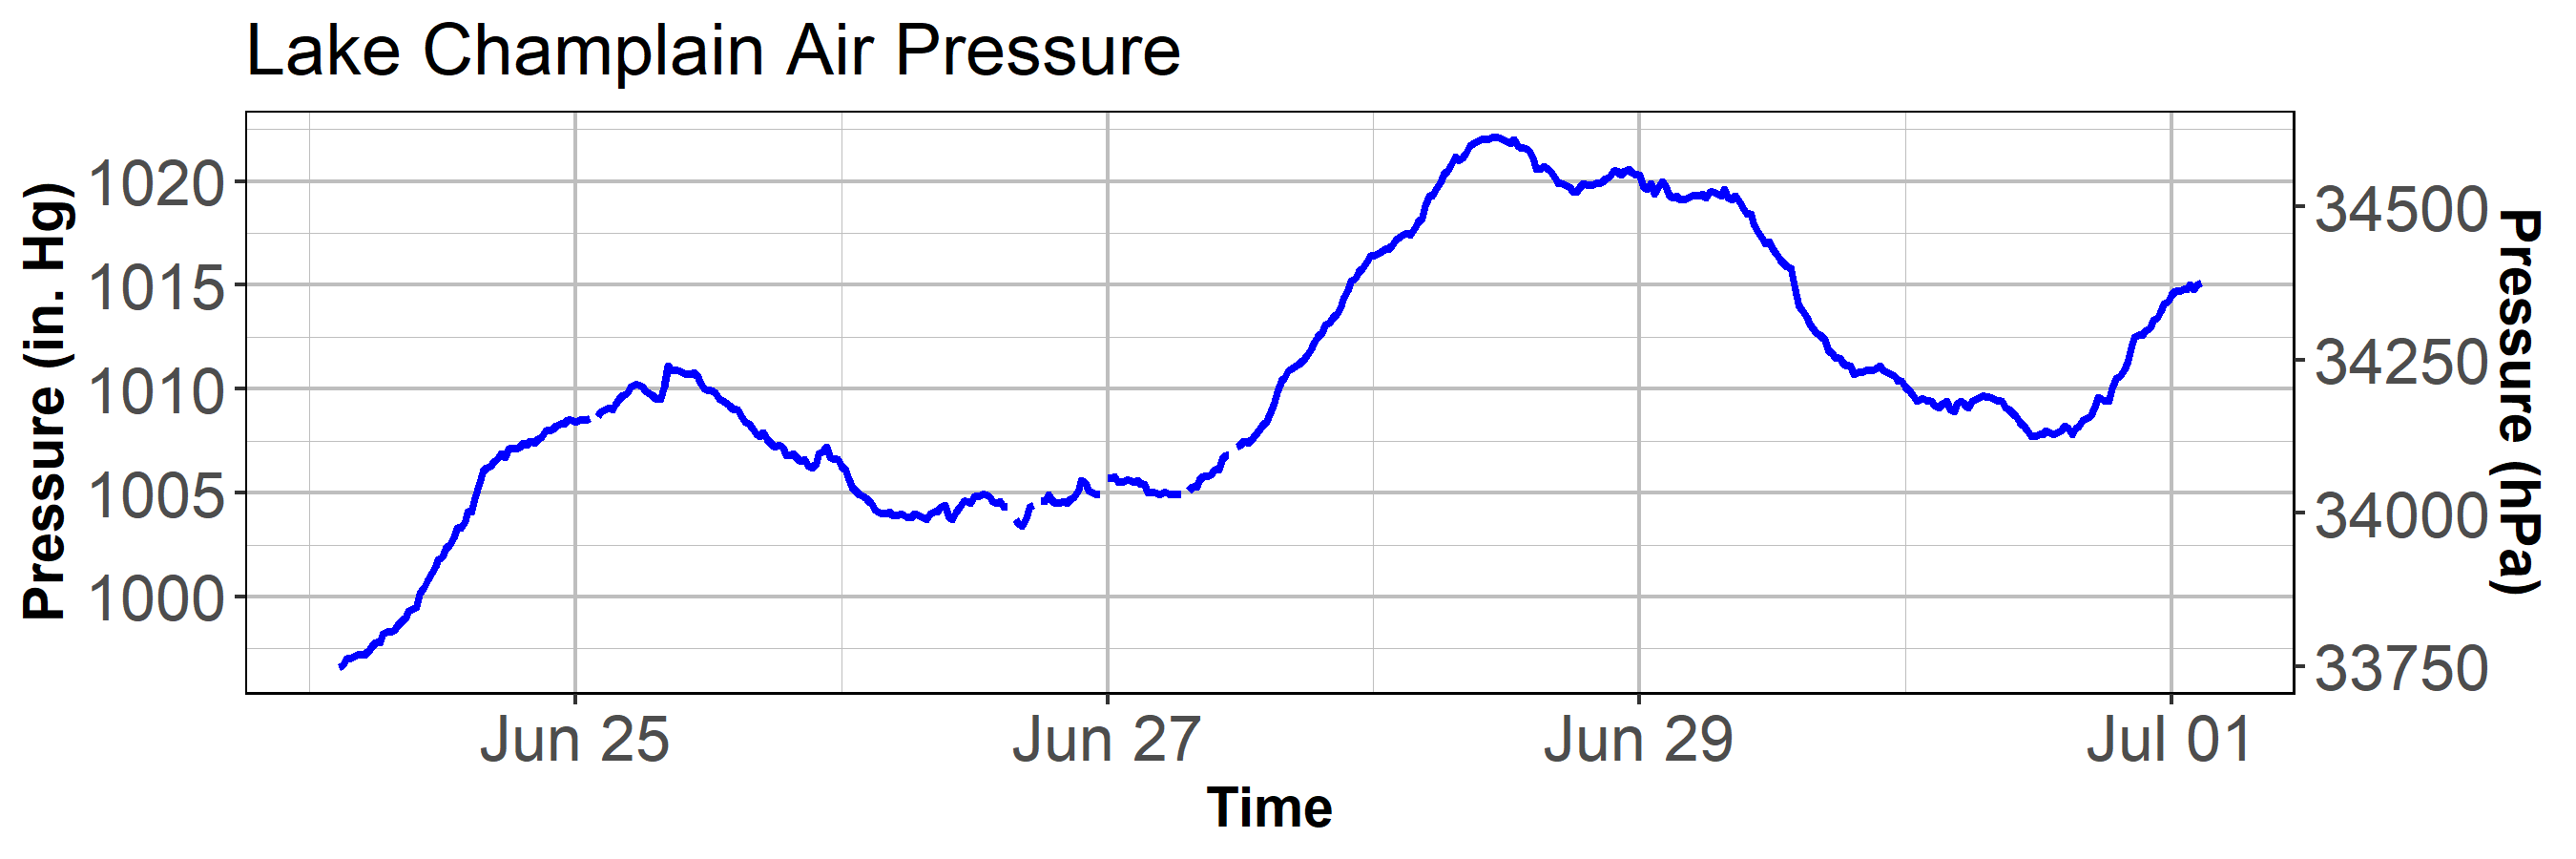 Lake Champlain Air Pressure
Pressure (in. Hg)
1020
1015
1010
1005
1000
34500
34250
34000
33750
Pressure (hPa)
Jun 25
Jun 27
Jun 29
Jul 01
Time